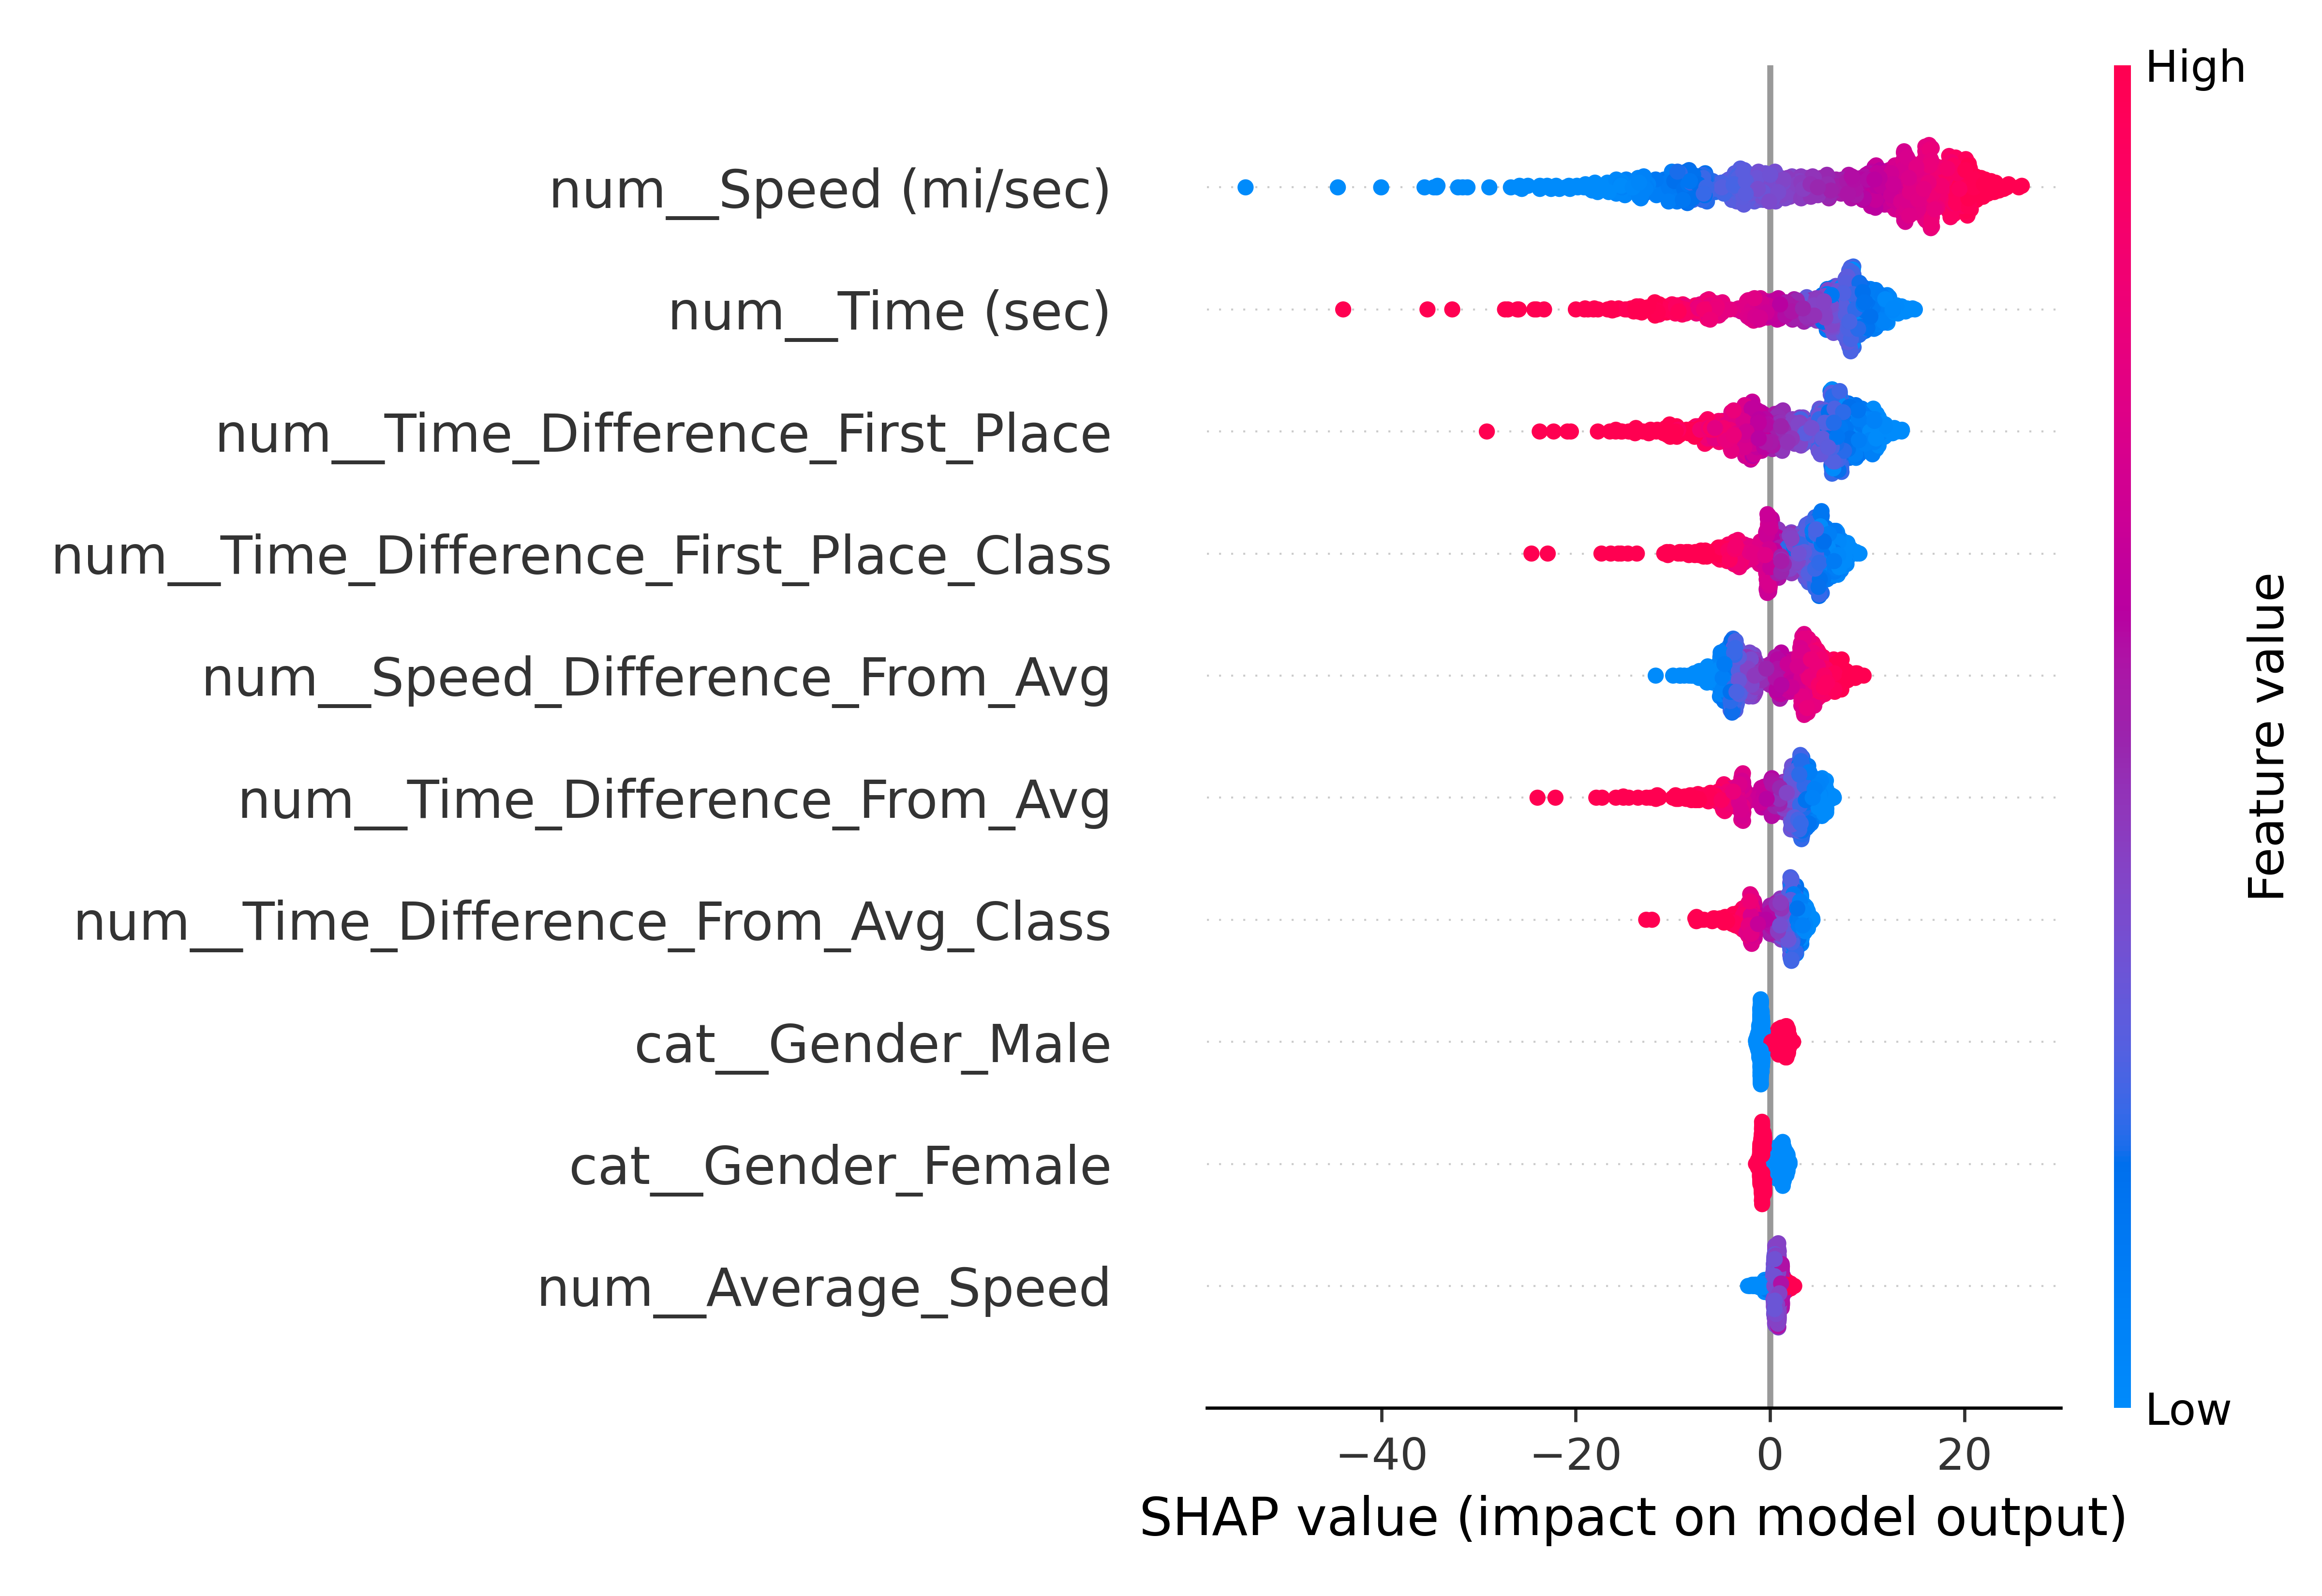 High
num__Speed (mi/sec)
num__Time (sec)
num__Time_Difference_First_Place
num__Time_Difference_First_Place_Class
num__Speed_Difference_From_Avg
num__Time_Difference_From_Avg
num__Time_Difference_From_Avg_Class
cat__Gender_Male
cat__Gender_Female
num__Average_Speed
Feature value
Low
−40 −20 0 20
SHAP value (impact on model output)